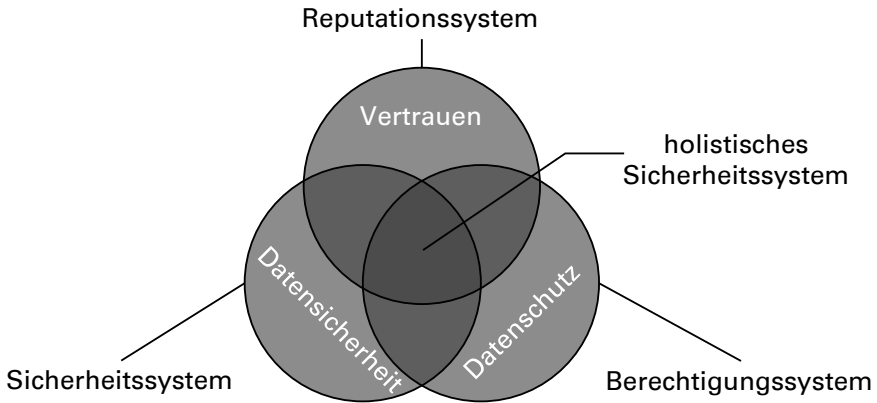 Reputationssystem
Vertrauen
holistisches
Sicherheitssystem
Datensicherheit
Datenschutz
Sicherheitssystem
Berechtigungssystem